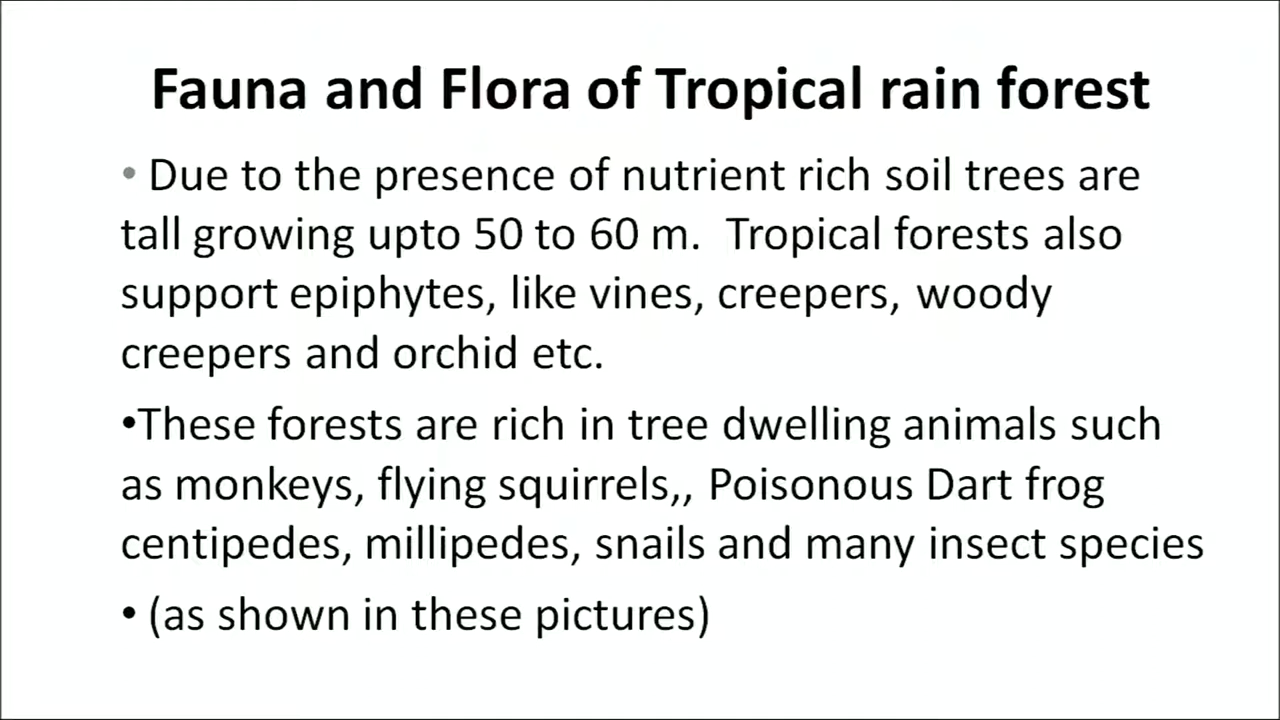 Fauna and Flora of Tropical rain forest
• Due to the presence of nutrient rich soil trees are
tall growing upto 50 to 60 m.  Tropical forests also
support epiphytes, like vines, creepers, woody
creepers and orchid etc.
•These forests are rich in tree dwelling animals such
as monkeys, flying squirrels,, Poisonous Dart frog
centipedes, millipedes, snails and many insect species
• (as shown in these pictures)